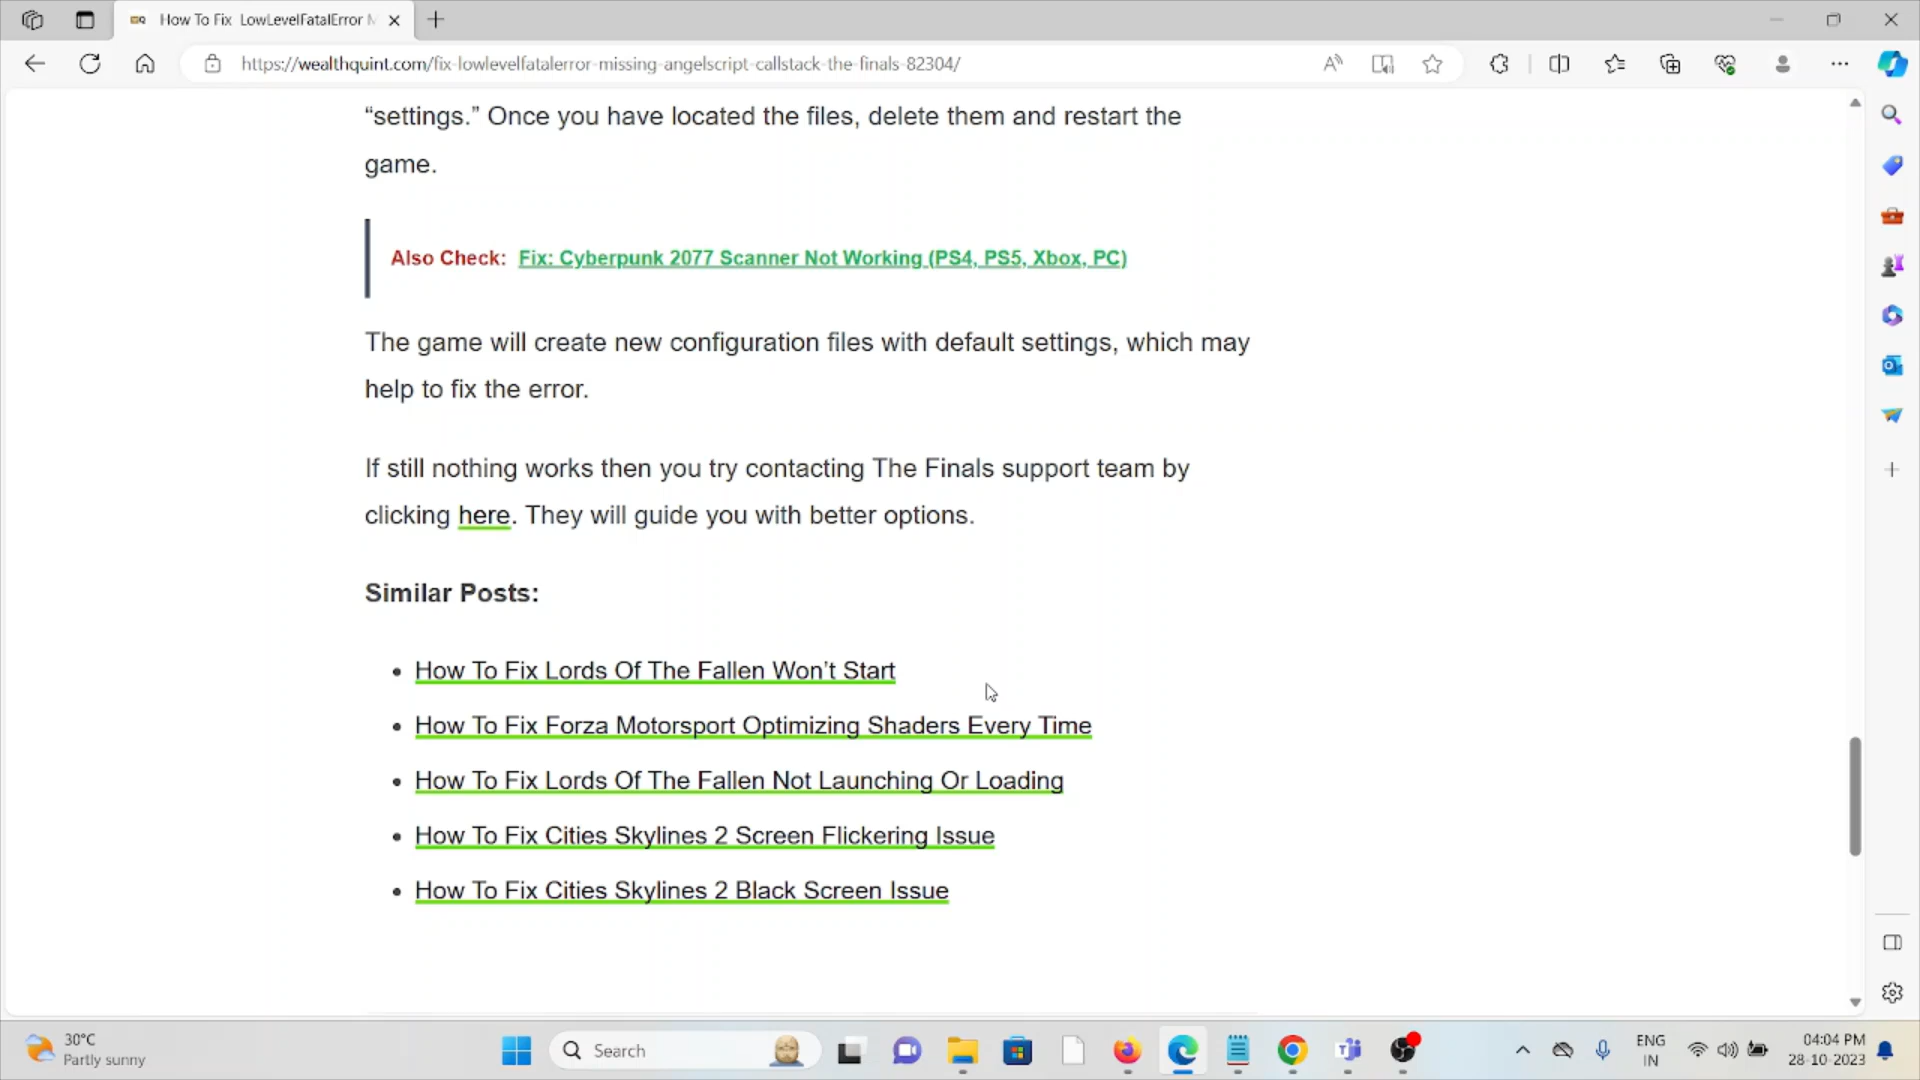 How To Fix LowLevelFatalError M
https://wealthquint.com/fix-lowlevelfatalerror-missing-angelscript-callstack-the-finals-82304/
“settings.” Once you have located the files, delete them and restart the
game.
Also Check: Fix: Cyberpunk 2077 Scanner Not Working (PS4, PS5, Xbox, PC)
The game will create new configuration files with default settings, which may
help to fix the error.
If still nothing works then you try contacting The Finals support team by
clicking here. They will guide you with better options.
Similar Posts:
• How To Fix Lords Of The Fallen Won’t Start
• How To Fix Forza Motorsport Optimizing Shaders Every Time
• How To Fix Lords Of The Fallen Not Launching Or Loading
• How To Fix Cities Skylines 2 Screen Flickering Issue
• How To Fix Cities Skylines 2 Black Screen Issue
30°C
Partly sunny
Search
ENG
IN
04:04 PM
28-10-2023